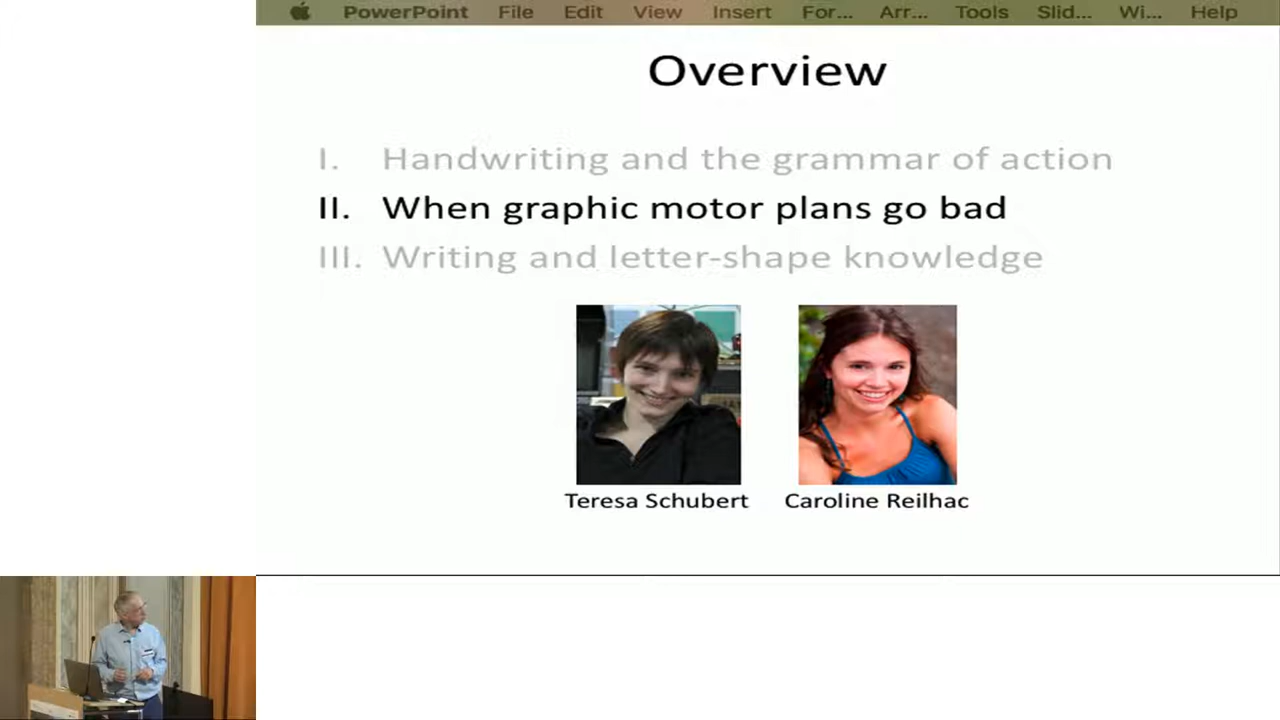 PowerPoint File Edit View Insert For... Arr... Tools Slid... Wi... Help
Overview
I. Handwriting and the grammar of action
II. When graphic motor plans go bad
III. Writing and letter-shape knowledge
Teresa Schubert Caroline Reilhac